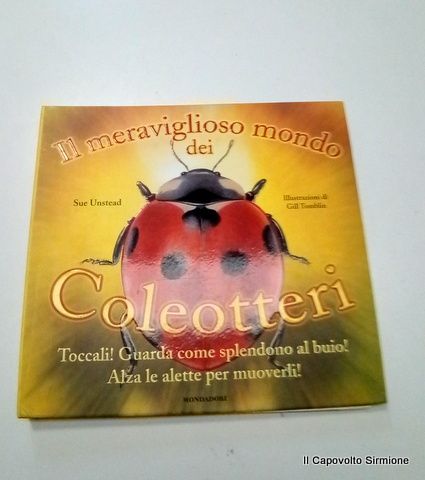 Il meraviglioso mondo
dei
Sue Unstead
Illustrazioni di
Gill Tomblin
Coleotteri
Toccali! Guarda come splendono al buio!
Alza le alette per muoverli!
MONDADORI
Il Capovolto Sirmione